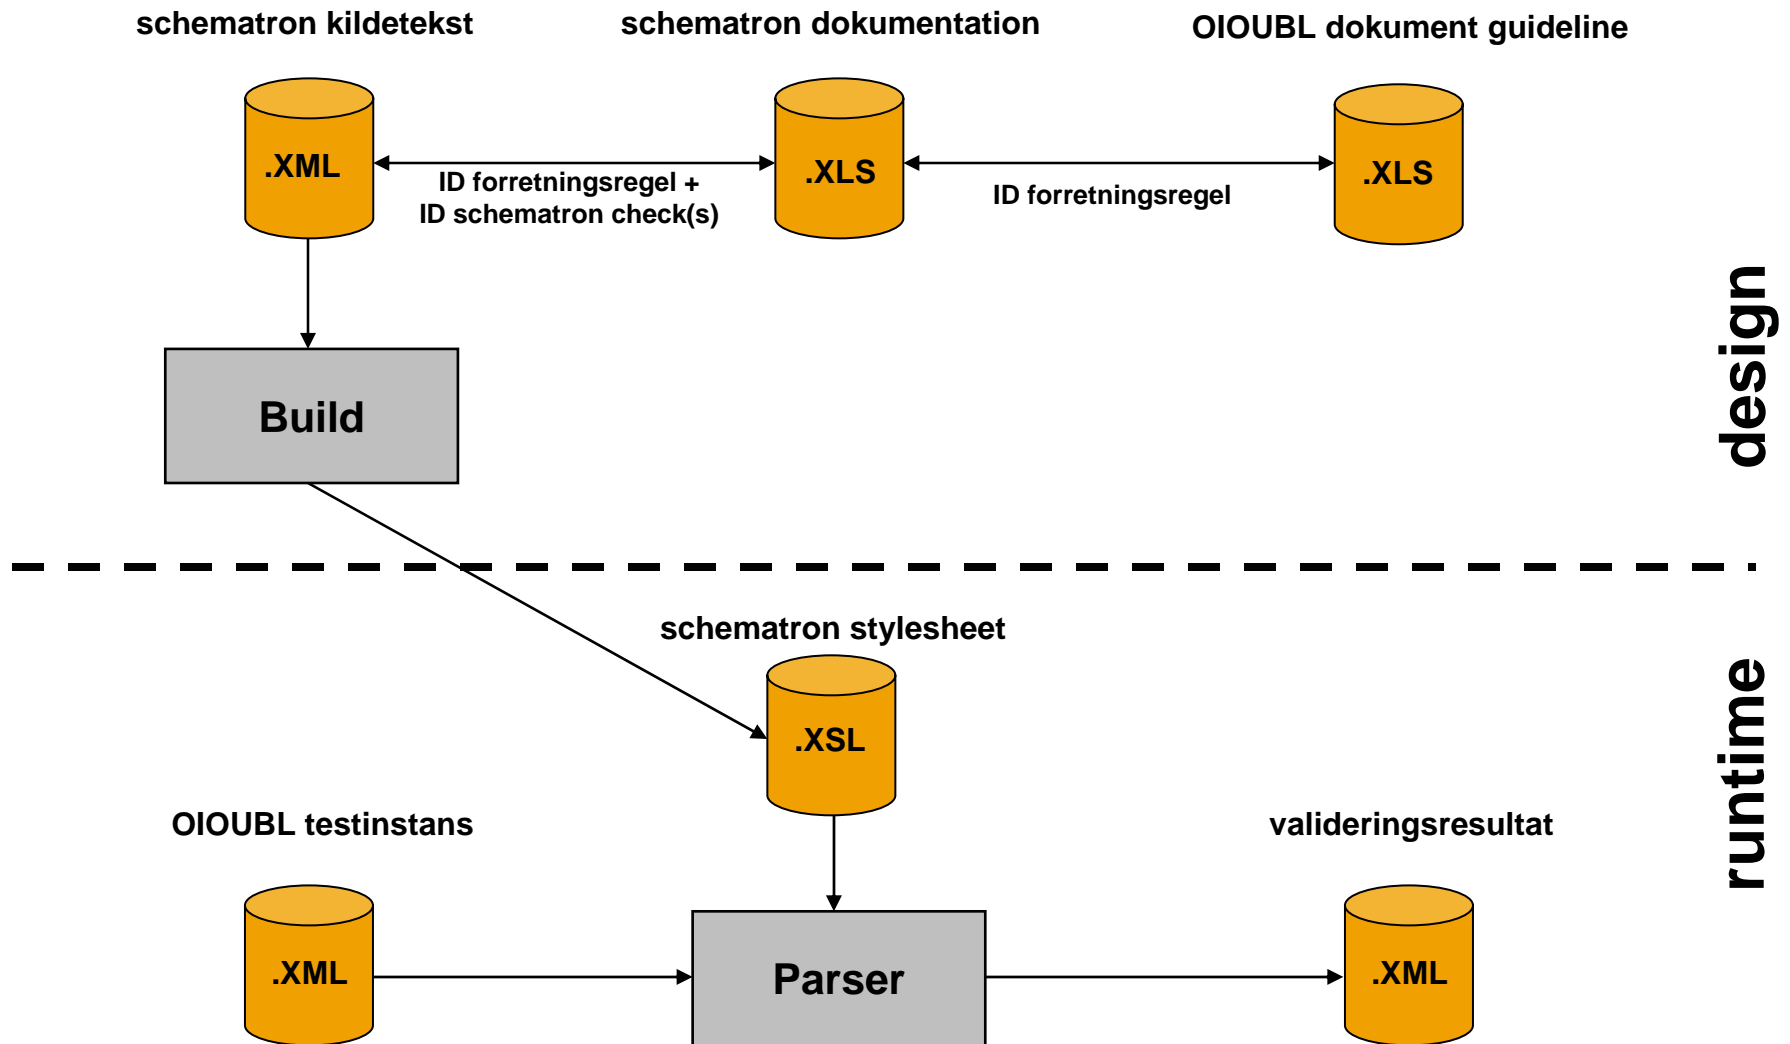 schematron kildetekst
schematron dokumentation
OIOUBL dokument guideline
.XML
.XLS
.XLS
ID forretningsregel +
ID schematron check(s)
ID forretningsregel
design
Build
schematron stylesheet
.XSL
runtime
OIOUBL testinstans
valideringsresultat
.XML
Parser
.XML